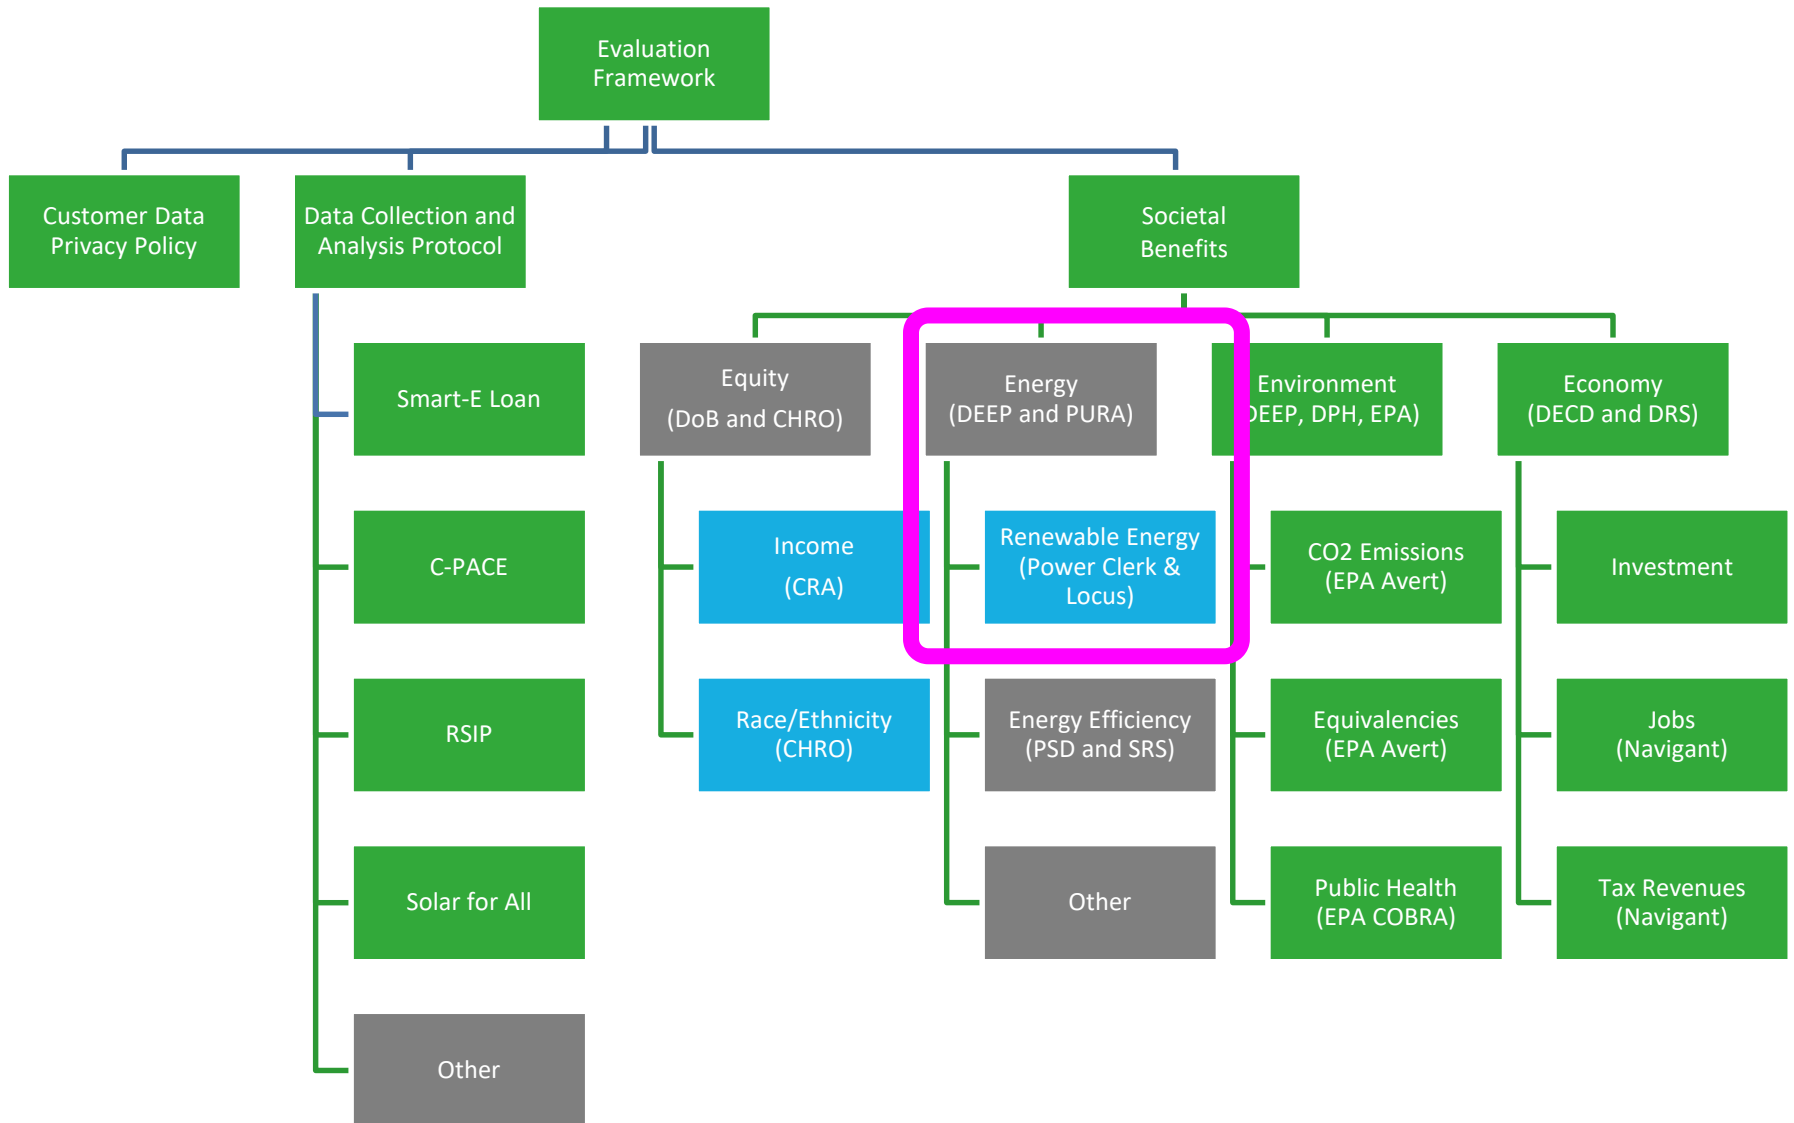 Evaluation
Framework
Customer Data
Privacy Policy
Data Collection and
Analysis Protocol
Societal
Benefits
Smart-E Loan
C-PACE
RSIP
Solar for All
Other
Equity
(DoB and CHRO)
Income
(CRA)
Race/Ethnicity
(CHRO)
Energy
(DEEP and PURA)
Renewable Energy
(Power Clerk &
Locus)
Energy Efficiency
(PSD and SRS)
Other
Environment
DEEP, DPH, EPA)
CO2 Emissions
(EPA Avert)
Equivalencies
(EPA Avert)
Public Health
(EPA COBRA)
Economy
(DECD and DRS)
Investment
Jobs
(Navigant)
Tax Revenues
(Navigant)